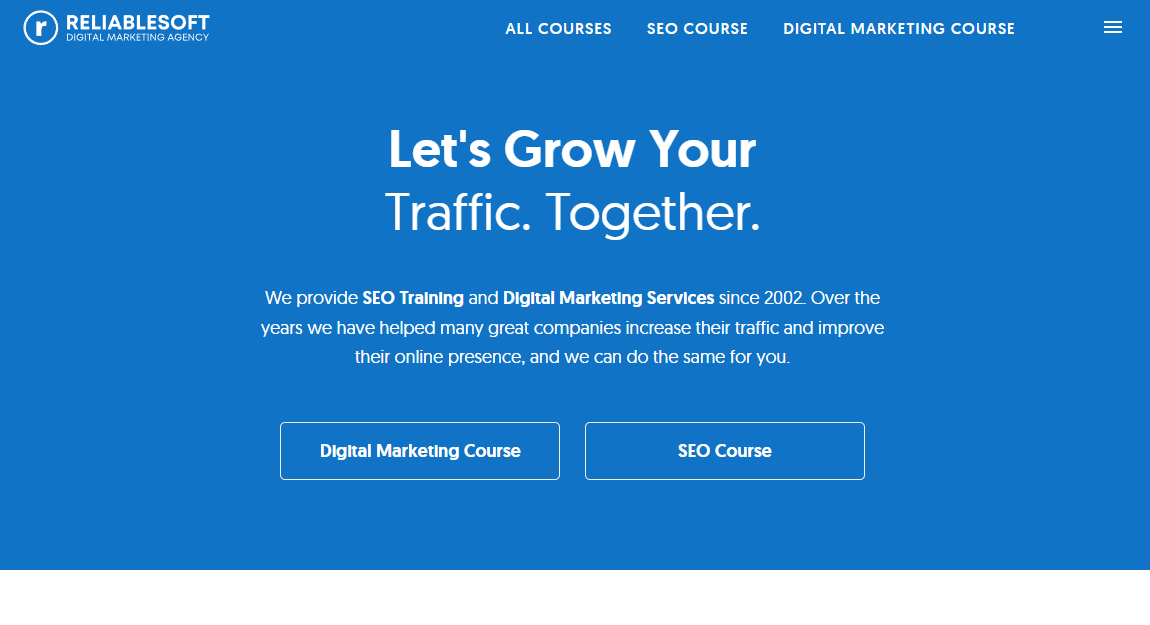 r RELIABLESOFT
DIGITAL MARKETING AGENCY
ALL COURSES SEO COURSE DIGITAL MARKETING COURSE
Let's Grow Your
Traffic. Together.
We provide SEO Training and Digital Marketing Services since 2002. Over the
years we have helped many great companies increase their traffic and improve
their online presence, and we can do the same for you.
Digital Marketing Course
SEO Course